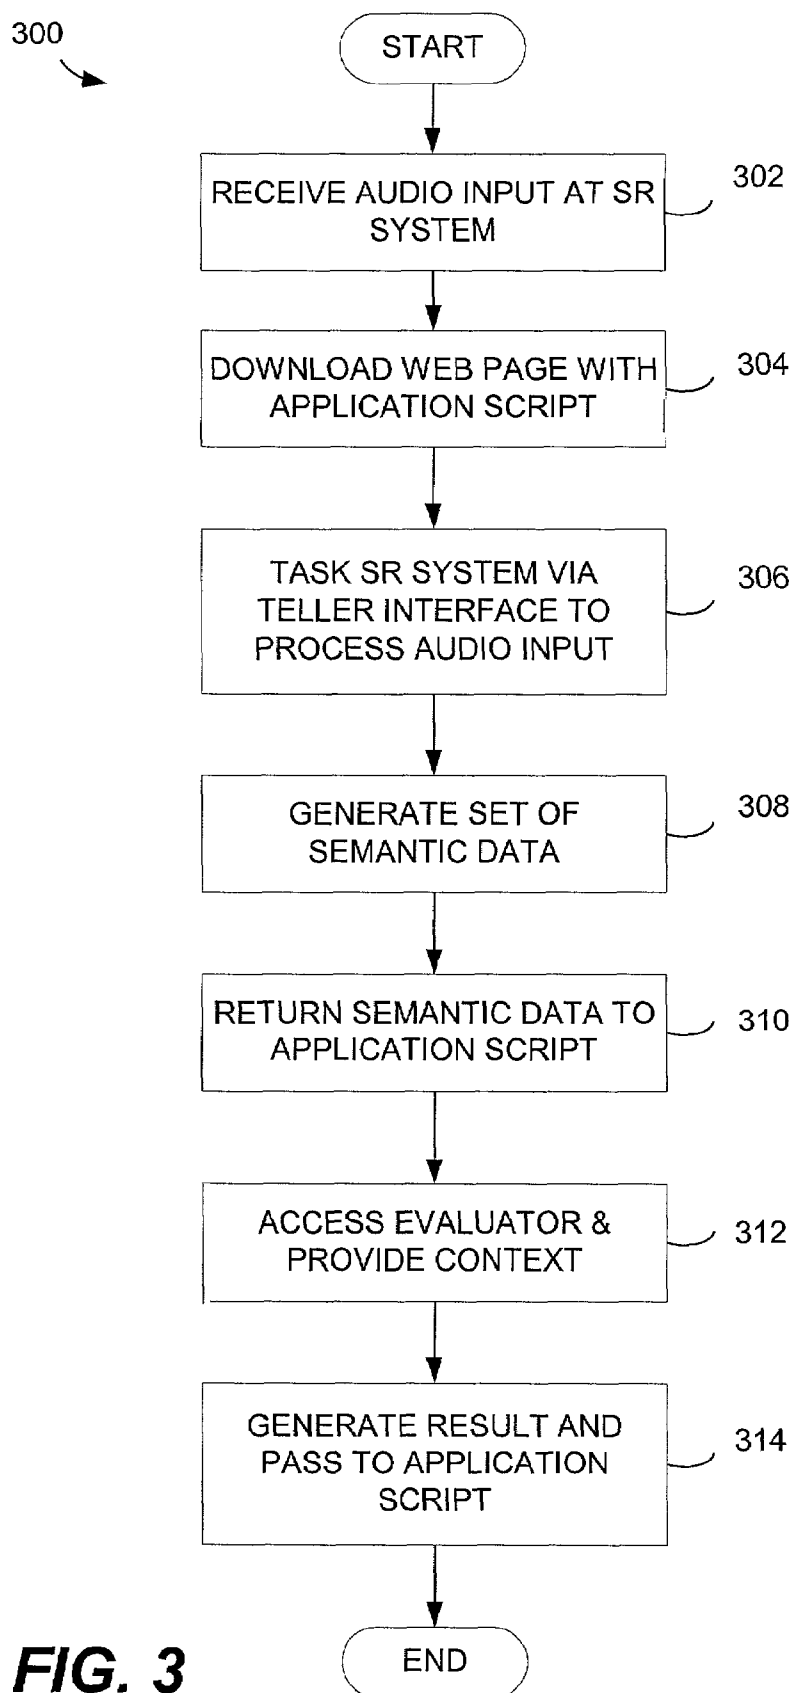 300
START
RECEIVE AUDIO INPUT AT SR
SYSTEM
302
DOWNLOAD WEB PAGE WITH
APPLICATION SCRIPT
304
TASK SR SYSTEM VIA
TELLER INTERFACE TO
PROCESS AUDIO INPUT
306
GENERATE SET OF
SEMANTIC DATA
308
RETURN SEMANTIC DATA TO
APPLICATION SCRIPT
310
ACCESS EVALUATOR &
PROVIDE CONTEXT
312
GENERATE RESULT AND
PASS TO APPLICATION
SCRIPT
314
END
FIG. 3